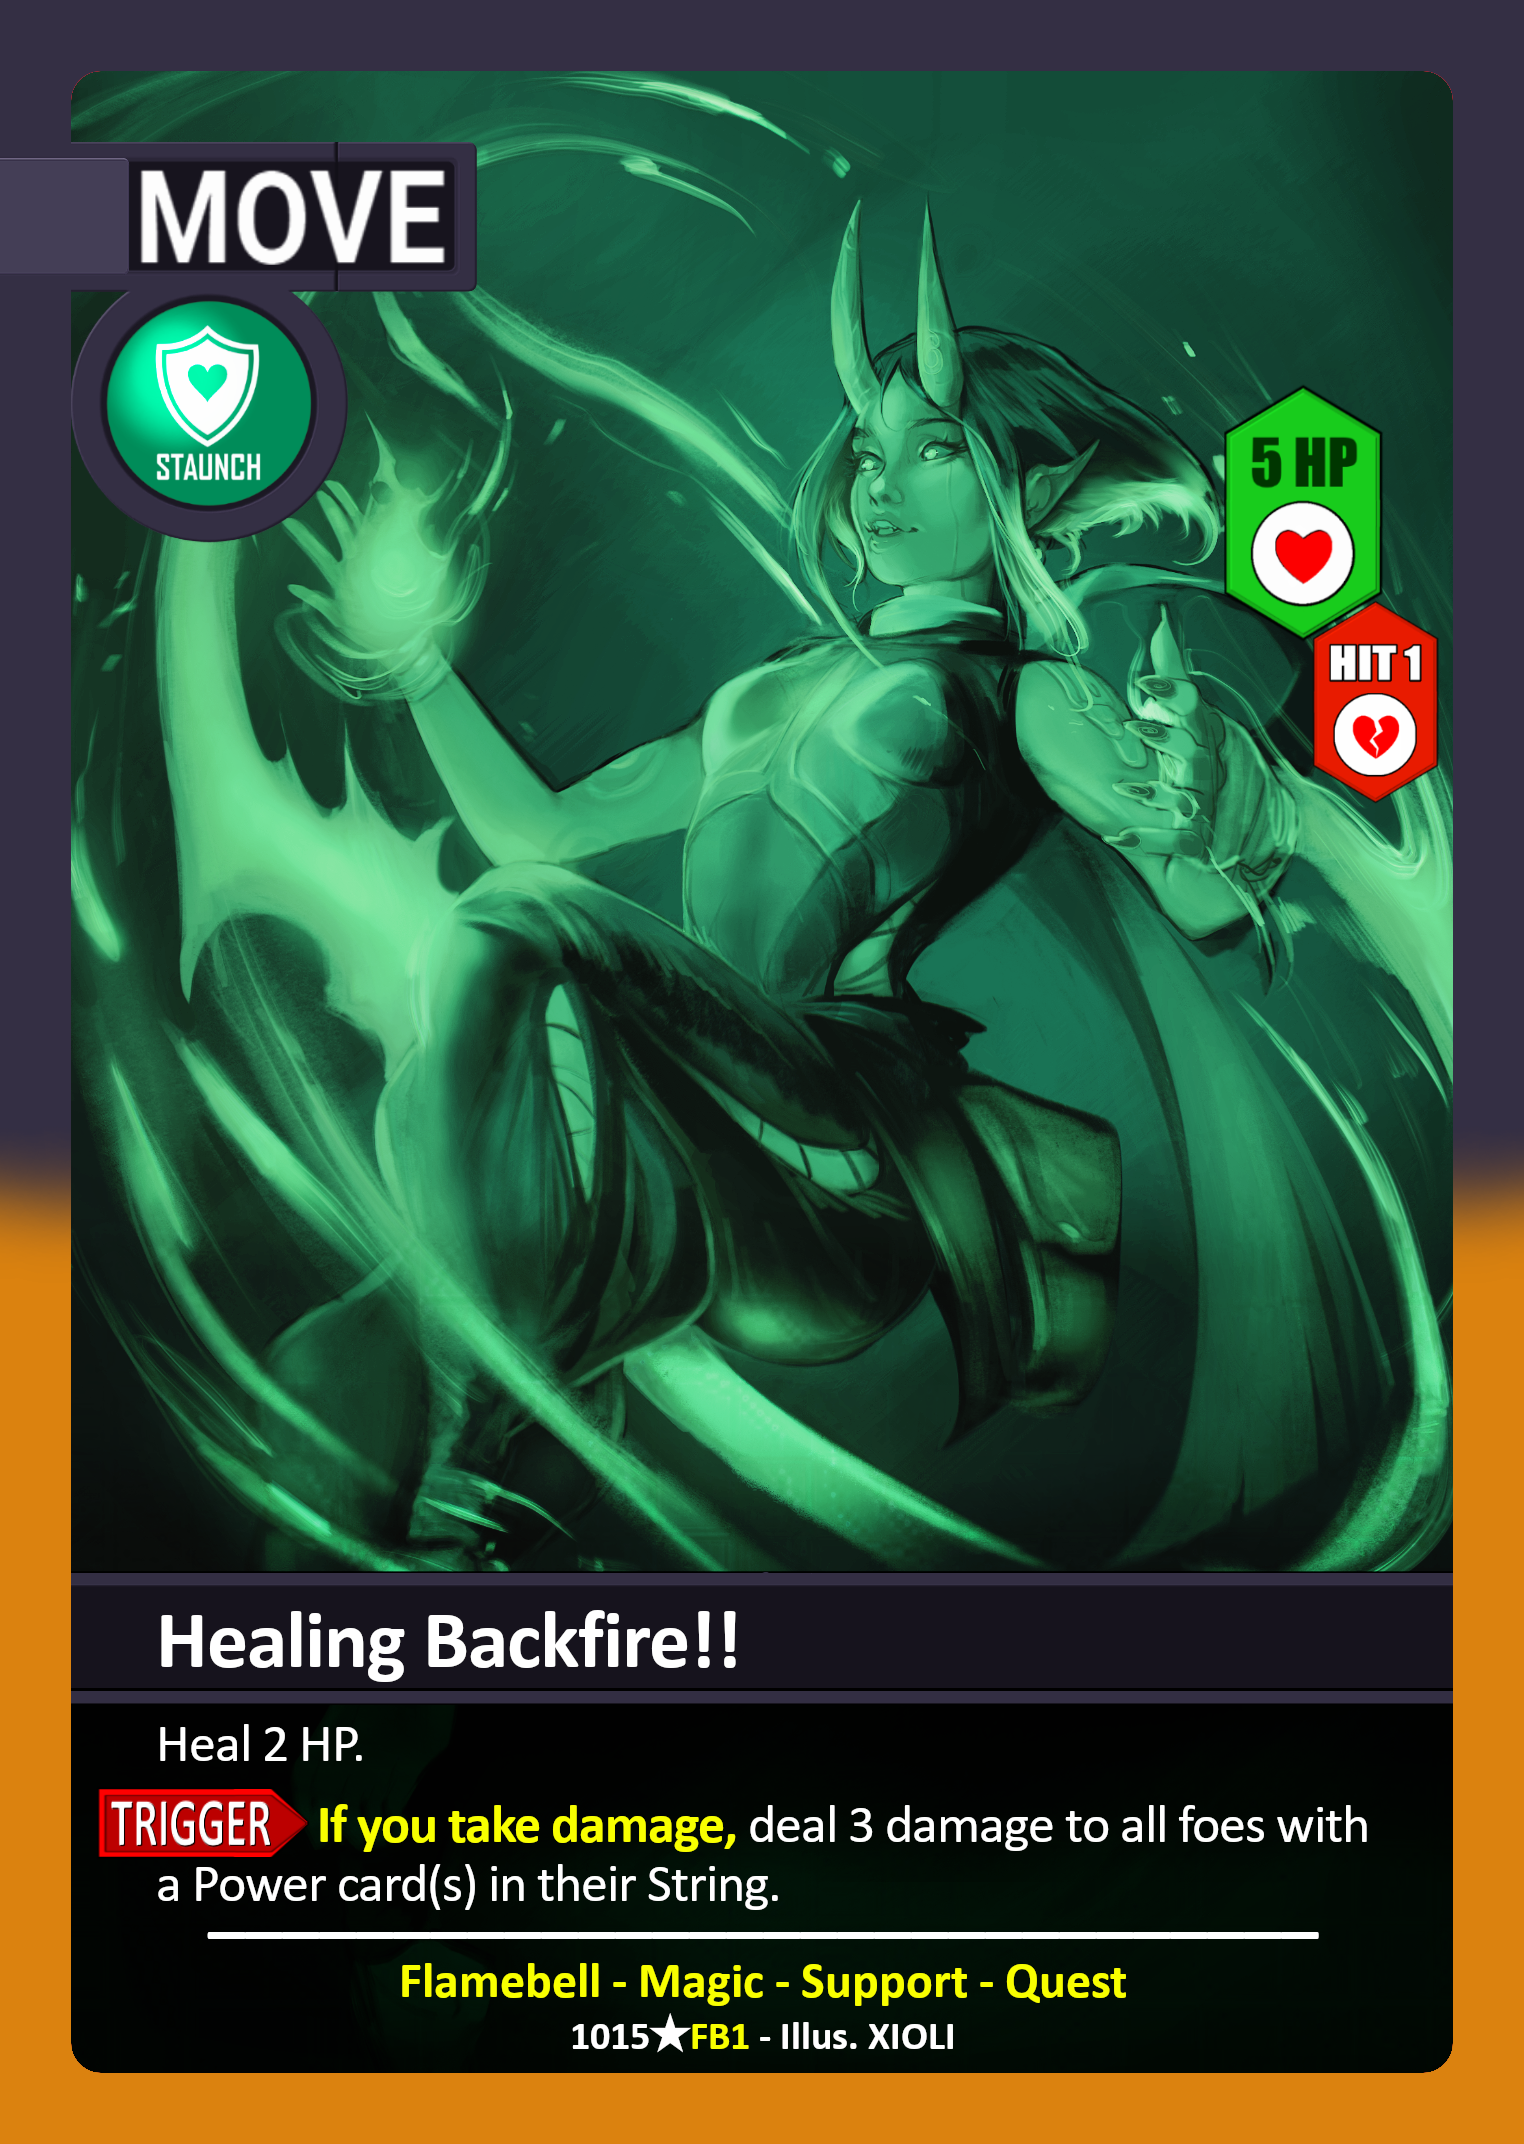 MOVE
STAUNCH
5 HP
HIT 1
Healing Backfire!!
Heal 2 HP.
TRIGGER If you take damage, deal 3 damage to all foes with
a Power card(s) in their String.
Flamebell - Magic - Support - Quest
1015★FB1 - Illus. XIOLI